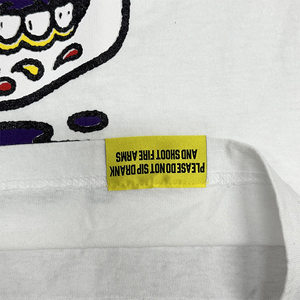 PLEASE DO NOT SIP DRANK
AND SHOOT FIRE ARMS